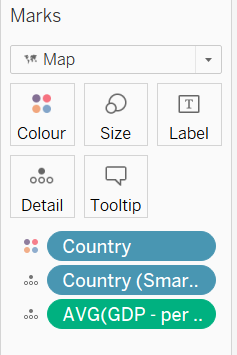 Marks
Map
Colour Size Label
Detail Tooltip
Country
Country (Smar..
AVG(GDP - per ..